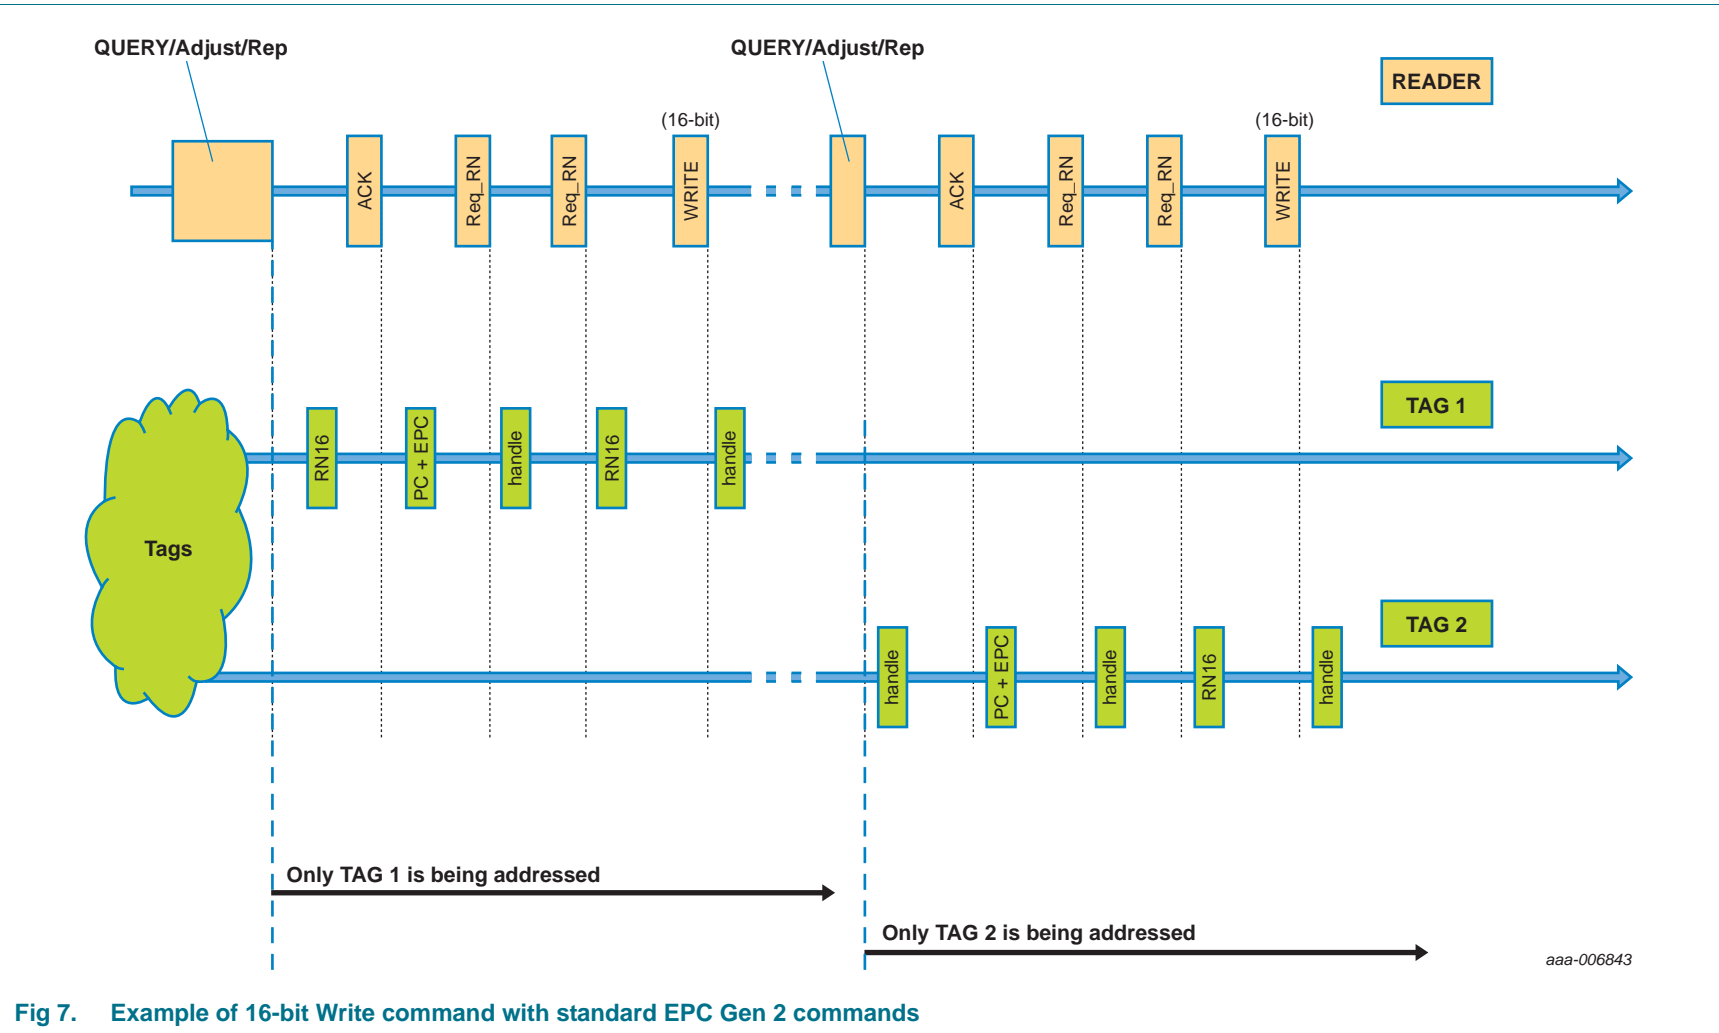 QUERY/Adjust/Rep
QUERY/Adjust/Rep
READER
(16-bit)
(16-bit)
ACK
Req_RN
Req_RN
WRITE
ACK
Req_RN
Req_RN
WRITE
TAG 1
RN16
PC + EPC
handle
RN16
handle
Tags
TAG 2
handle
PC + EPC
handle
RN16
handle
Only TAG 1 is being addressed
Only TAG 2 is being addressed
aaa-006843
Fig 7. Example of 16-bit Write command with standard EPC Gen 2 commands